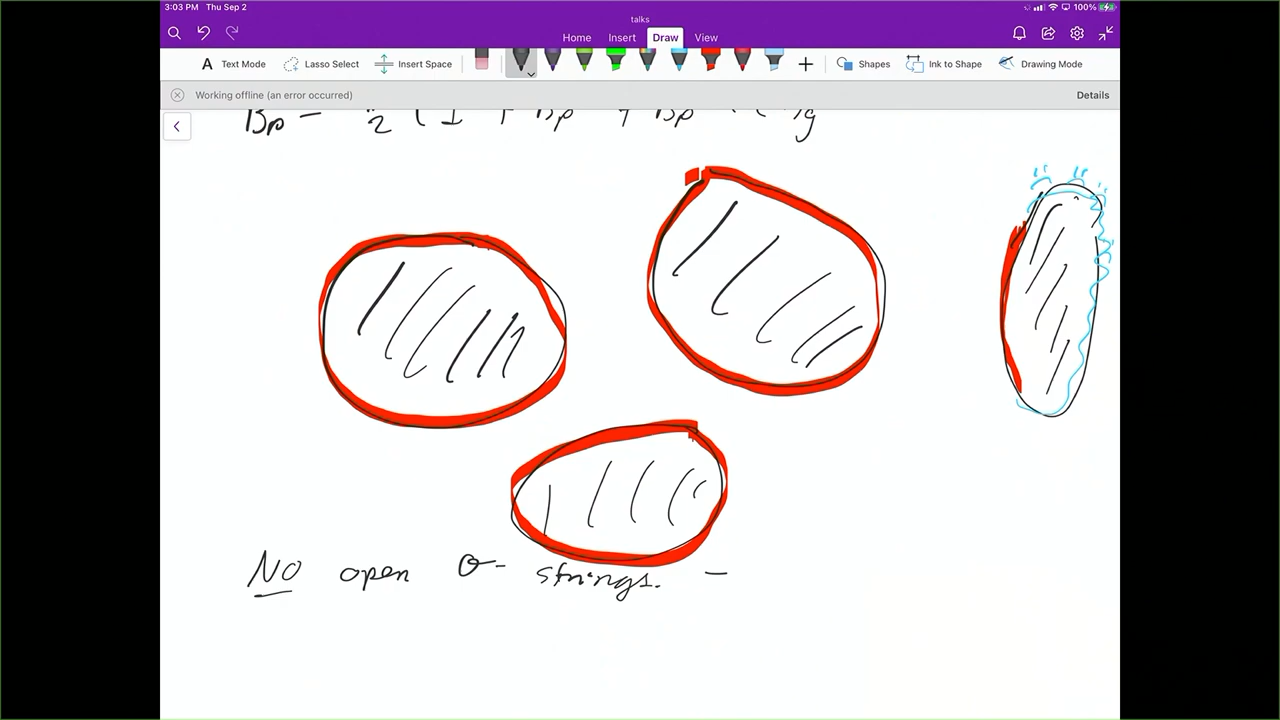 3:03 PM Thu Sep 2
100%
talks
Home Insert Draw View
Text Mode Lasso Select Insert Space Shapes Ink to Shape Drawing Mode
Working offline (an error occurred) Details
NO open σ- strings. –